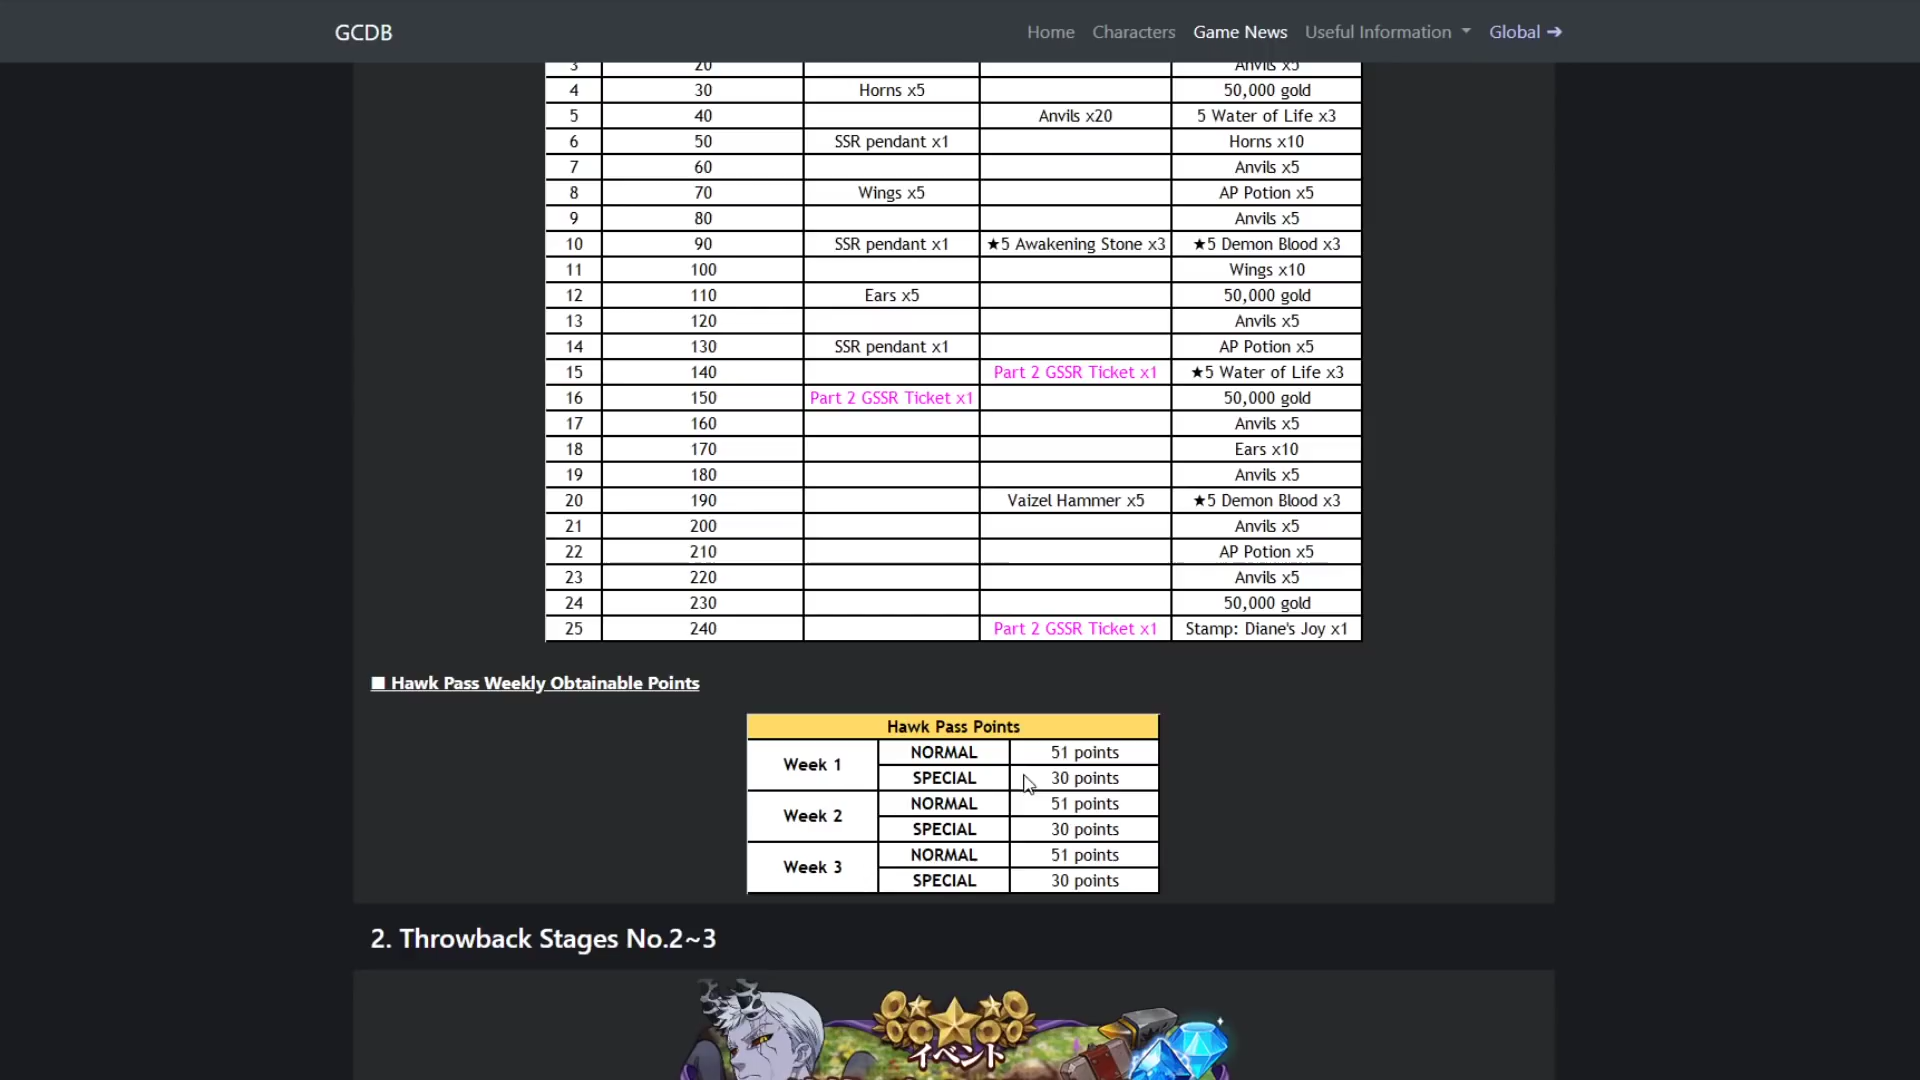 GCDB Home Characters Game News Useful Information Global ➔
3 20 Anvils x5
4 30 Horns x5 50,000 gold
5 40 Anvils x20 5 Water of Life x3
6 50 SSR pendant x1 Horns x10
7 60 Anvils x5
8 70 Wings x5 AP Potion x5
9 80 Anvils x5
10 90 SSR pendant x1 ★5 Awakening Stone x3 ★5 Demon Blood x3
11 100 Wings x10
12 110 Ears x5 50,000 gold
13 120 Anvils x5
14 130 SSR pendant x1 AP Potion x5
15 140 Part 2 GSSR Ticket x1 ★5 Water of Life x3
16 150 Part 2 GSSR Ticket x1 50,000 gold
17 160 Anvils x5
18 170 Ears x10
19 180 Anvils x5
20 190 Vaizel Hammer x5 ★5 Demon Blood x3
21 200 Anvils x5
22 210 AP Potion x5
23 220 Anvils x5
24 230 50,000 gold
25 240 Part 2 GSSR Ticket x1 Stamp: Diane's Joy x1
■ Hawk Pass Weekly Obtainable Points
Hawk Pass Points
Week 1 NORMAL 51 points
SPECIAL 30 points
Week 2 NORMAL 51 points
SPECIAL 30 points
Week 3 NORMAL 51 points
SPECIAL 30 points
2. Throwback Stages No.2~3
イベント